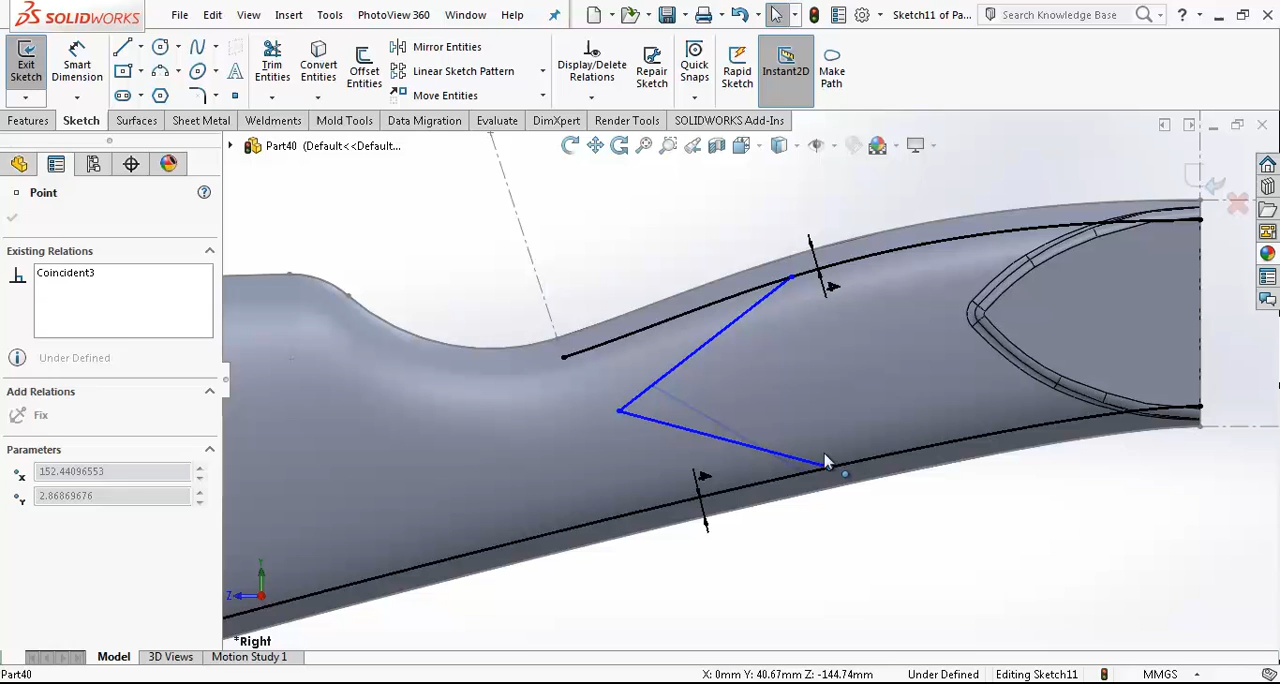 SOLIDWORKS
File Edit View Insert Tools PhotoView 360 Window Help
Sketch11 of Pa...
Search Knowledge Base
?
Exit Sketch
Smart Dimension
Trim Entities
Convert Entities
Offset Entities
Mirror Entities
Linear Sketch Pattern
Move Entities
Display/Delete Relations
Repair Sketch
Quick Snaps
Rapid Sketch
Instant2D
Make Path
Features Sketch Surfaces Sheet Metal Weldments Mold Tools Data Migration Evaluate DimXpert Render Tools SOLIDWORKS Add-Ins
Part40 (Default<<Default...
Point
Existing Relations
Coincident3
Under Defined
Add Relations
Fix
Parameters
X 152.44096553
Y 2.86869676
Y
Z
*Right
Model 3D Views Motion Study 1
Part40
X: 0mm Y: 40.67mm Z: -144.74mm
Under Defined
Editing Sketch11
MMGS